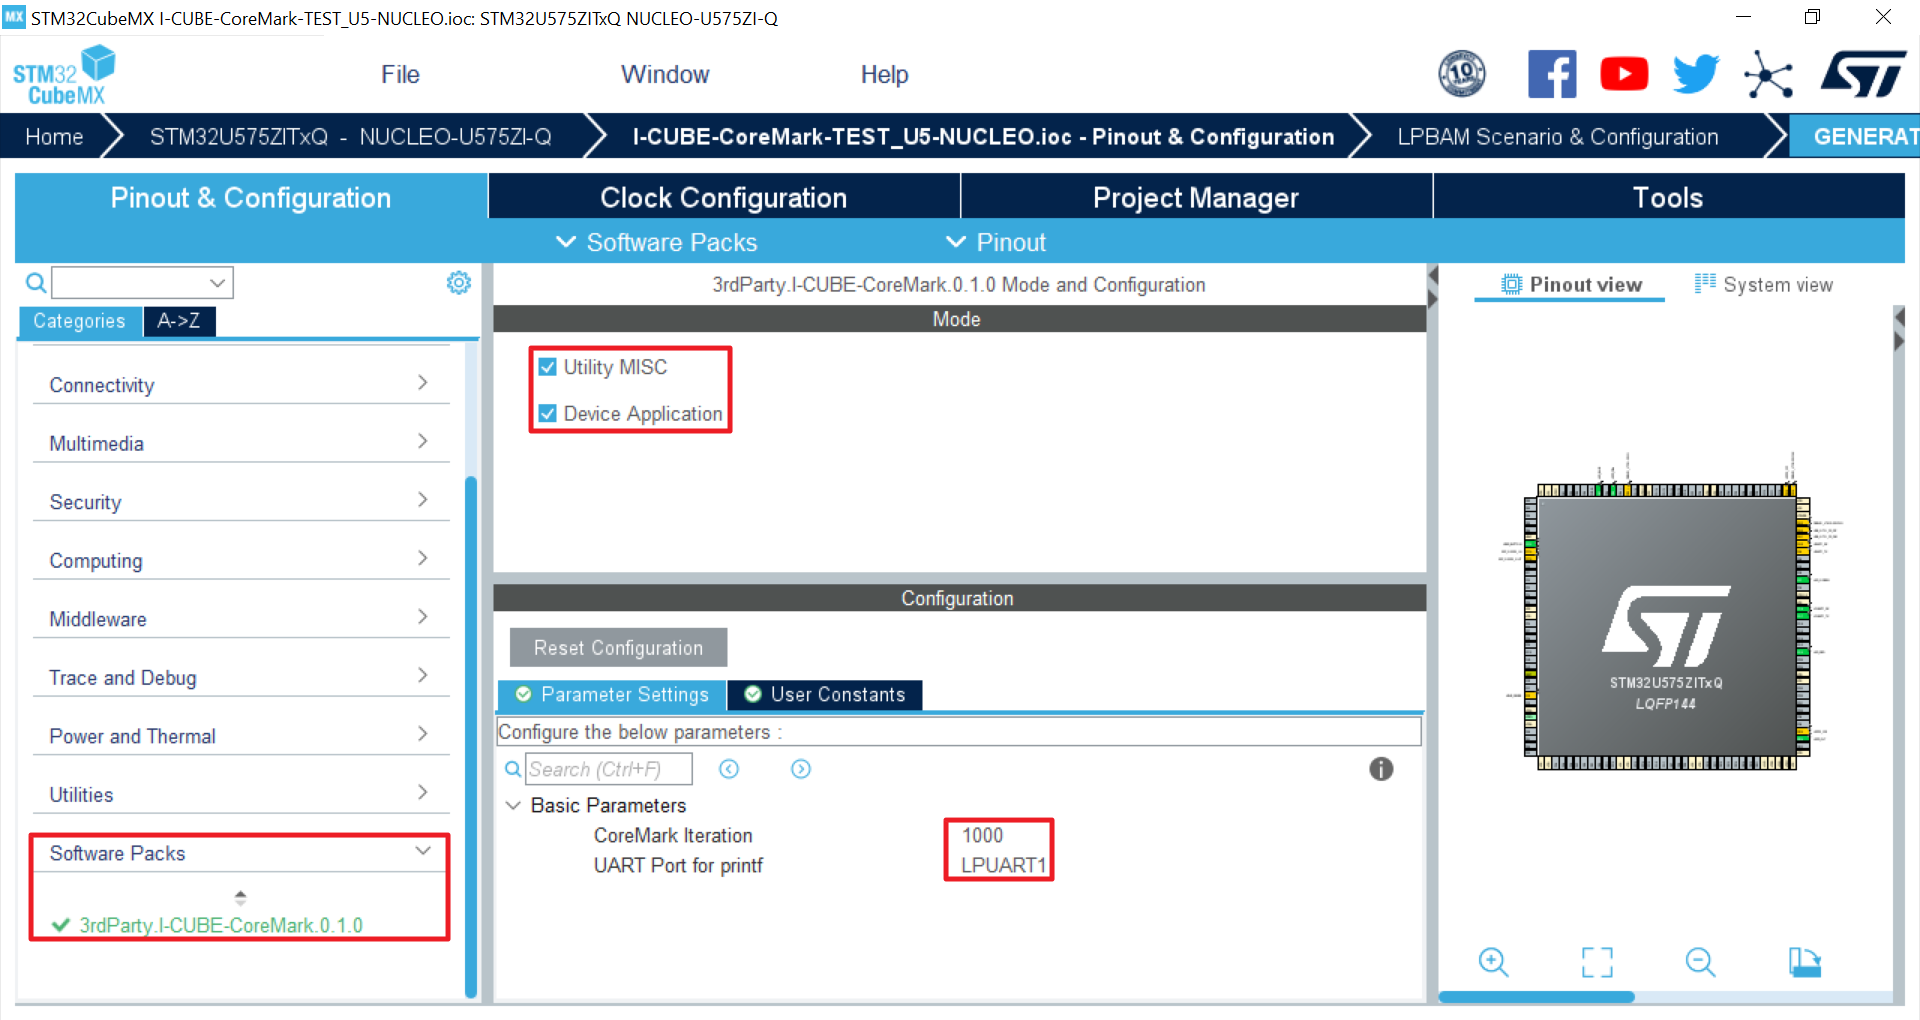 MX STM32CubeMX I-CUBE-CoreMark-TEST_U5-NUCLEO.ioc: STM32U575ZITxQ NUCLEO-U575ZI-Q
STM32
CubeMX
File
Window
Help
10
YEARS
Home
STM32U575ZITxQ - NUCLEO-U575ZI-Q
I-CUBE-CoreMark-TEST_U5-NUCLEO.ioc - Pinout & Configuration
LPBAM Scenario & Configuration
GENERAT
Pinout & Configuration
Clock Configuration
Project Manager
Tools
Software Packs
Pinout
Categories
A->Z
Connectivity
Multimedia
Security
Computing
Middleware
Trace and Debug
Power and Thermal
Utilities
Software Packs
3rdParty.I-CUBE-CoreMark.0.1.0
3rdParty.I-CUBE-CoreMark.0.1.0 Mode and Configuration
Mode
Utility MISC
Device Application
Configuration
Reset Configuration
Parameter Settings
User Constants
Configure the below parameters :
Search (Ctrl+F)
Basic Parameters
CoreMark Iteration 1000
UART Port for printf LPUART1
Pinout view
System view
STM32U575ZITxQ
LQFP144